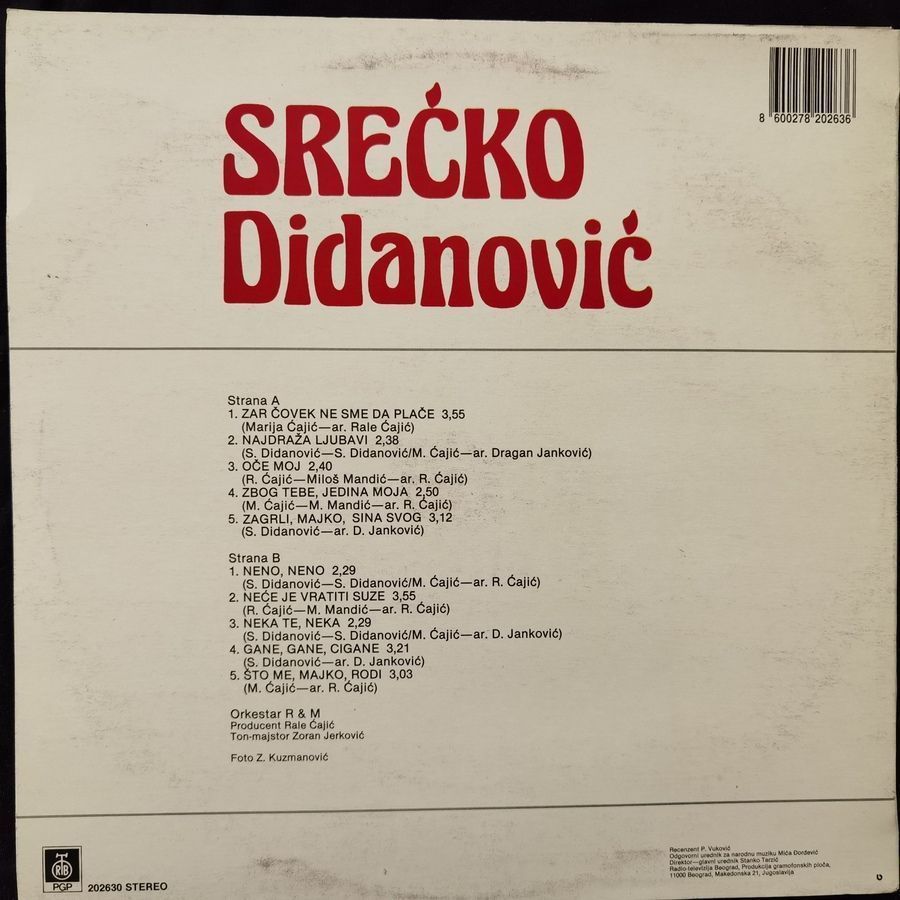 8 600278 202636
SREĆKO
Didanović
Strana A
1. ZAR ČOVEK NE SME DA PLAČE 3,55
(Marija Ćajić—ar. Rale Ćajić)
2. NAJDRAŽA LJUBAVI 2,38
(S. Didanović—S. Didanović/M. Ćajić—ar. Dragan Janković)
3. OČE MOJ 2,40
(R. Ćajić—Miloš Mandić—ar. R. Ćajić)
4. ZBOG TEBE, JEDINA MOJA 2,50
(M. Ćajić—M. Mandić—ar. R. Ćajić)
5. ZAGRLI, MAJKO, SINA SVOG 3,12
(S. Didanović—ar. D. Janković)
Strana B
1. NENO, NENO 2,29
(S. Didanović—S. Didanović/M. Ćajić—ar. R. Ćajić)
2. NEĆE JE VRATITI SUZE 3,55
(R. Ćajić—M. Mandić—ar. R. Ćajić)
3. NEKA TE, NEKA 2,29
(S. Didanović—S. Didanović/M. Ćajić—ar. D. Janković)
4. GANE, GANE, CIGANE 3,21
(S. Didanović—ar. D. Janković)
5. ŠTO ME, MAJKO, RODI 3,03
(M. Ćajić—ar. R. Ćajić)
Orkestar R & M
Producent Rale Ćajić
Ton-majstor Zoran Jerković
Foto Z. Kuzmanović
RTB
PGP
202630 STEREO
Recenzent P. Vuković
Odgovorni urednik za narodnu muziku Mića Đorđević
Direktor—glavni urednik Stanko Terzić
Radio-televizija Beograd, Produkcija gramofonskih ploča,
11000 Beograd, Makedonska 21, Jugoslavija